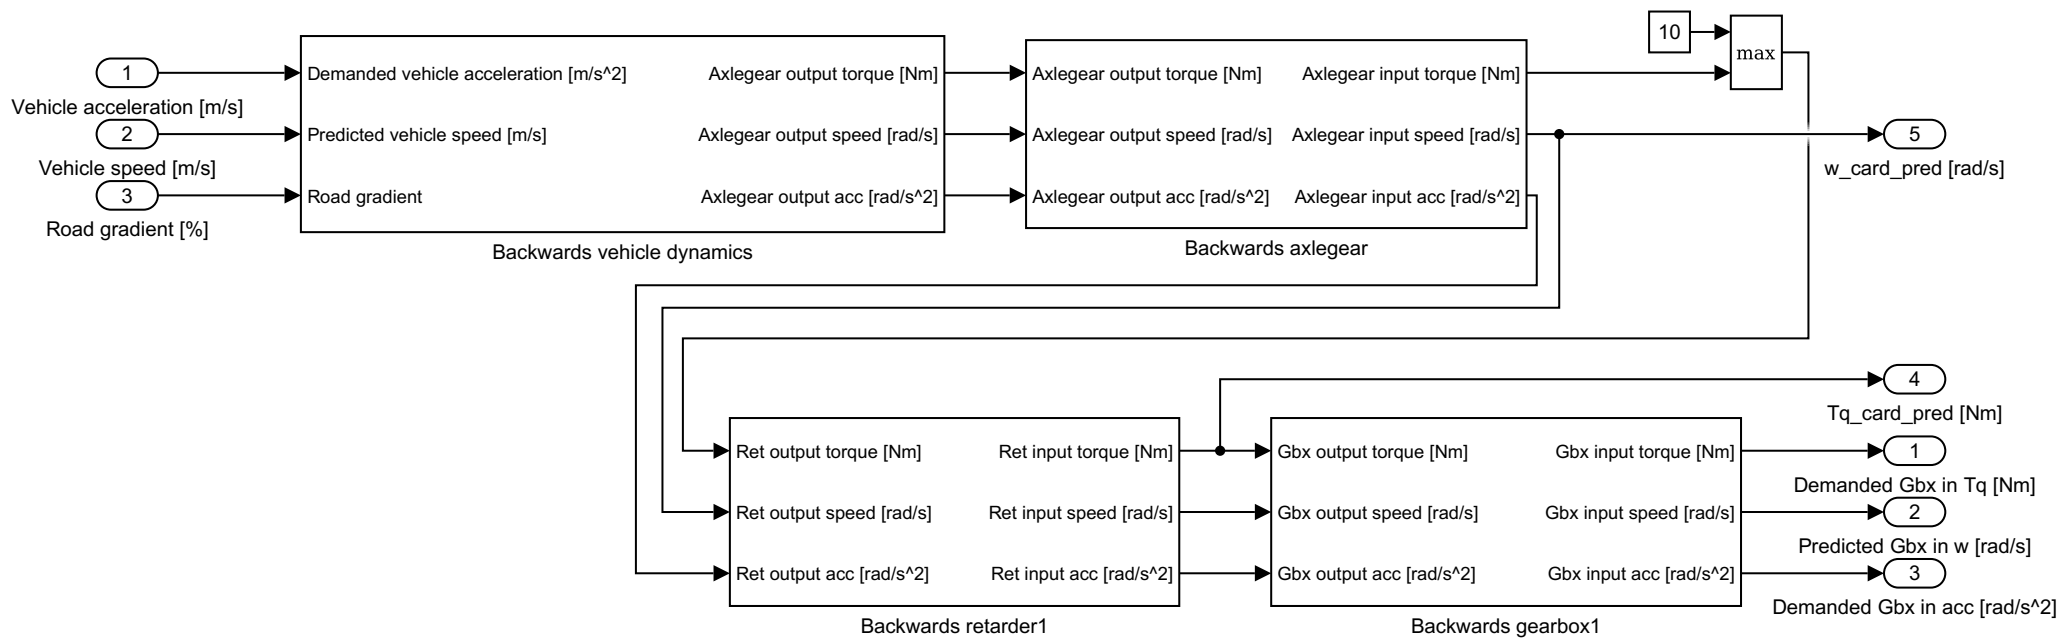 1
Vehicle acceleration [m/s]
2
Vehicle speed [m/s]
3
Road gradient [%]
Demanded vehicle acceleration [m/s^2]
Predicted vehicle speed [m/s]
Road gradient
Axlegear output torque [Nm]
Axlegear output speed [rad/s]
Axlegear output acc [rad/s^2]
Backwards vehicle dynamics
Axlegear output torque [Nm]
Axlegear output speed [rad/s]
Axlegear output acc [rad/s^2]
Axlegear input torque [Nm]
Axlegear input speed [rad/s]
Axlegear input acc [rad/s^2]
Backwards axlegear
10
max
5
w_card_pred [rad/s]
Ret output torque [Nm]
Ret output speed [rad/s]
Ret output acc [rad/s^2]
Ret input torque [Nm]
Ret input speed [rad/s]
Ret input acc [rad/s^2]
Backwards retarder1
Gbx output torque [Nm]
Gbx output speed [rad/s]
Gbx output acc [rad/s^2]
Gbx input torque [Nm]
Gbx input speed [rad/s]
Gbx input acc [rad/s^2]
Backwards gearbox1
4
Tq_card_pred [Nm]
1
Demanded Gbx in Tq [Nm]
2
Predicted Gbx in w [rad/s]
3
Demanded Gbx in acc [rad/s^2]